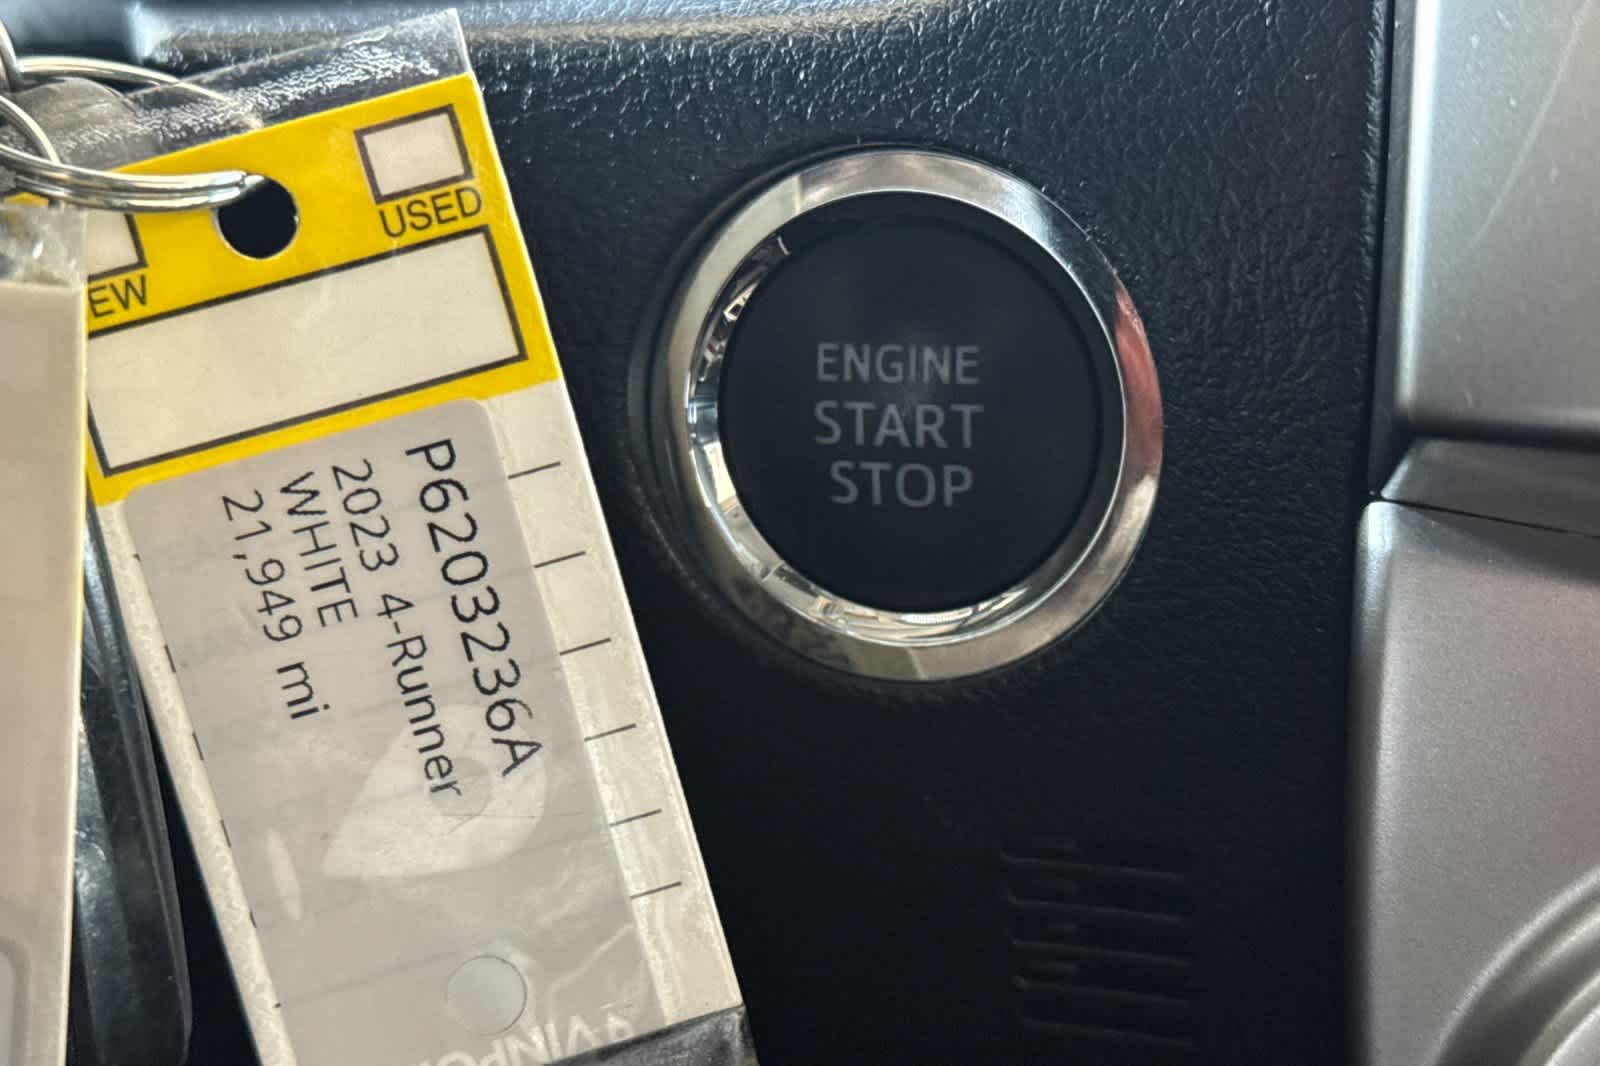 USED
EW
P6203236A
2023 4-Runner
WHITE
21,949 mi
ENGINE
START
STOP